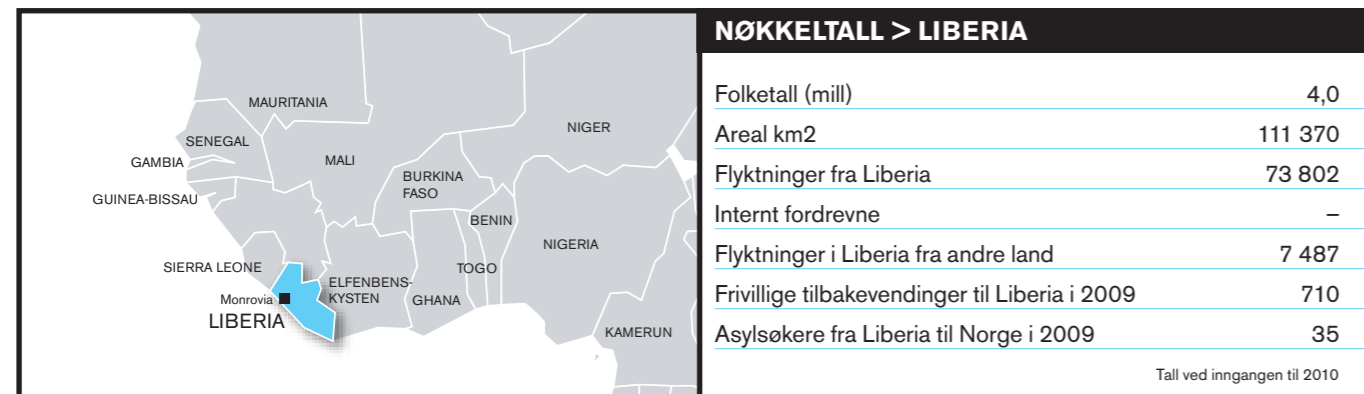 MAURITANIA
SENEGAL
GAMBIA
MALI
NIGER
BURKINA
FASO
GUINEA-BISSAU
BENIN
NIGERIA
SIERRA LEONE
TOGO
ELFENBENS-
KYSTEN
GHANA
Monrovia
LIBERIA
KAMERUN
NØKKELTALL > LIBERIA
Folketall (mill) 4,0
Areal km2 111 370
Flyktninger fra Liberia 73 802
Internt fordrevne –
Flyktninger i Liberia fra andre land 7 487
Frivillige tilbakevendinger til Liberia i 2009 710
Asylsøkere fra Liberia til Norge i 2009 35
Tall ved inngangen til 2010